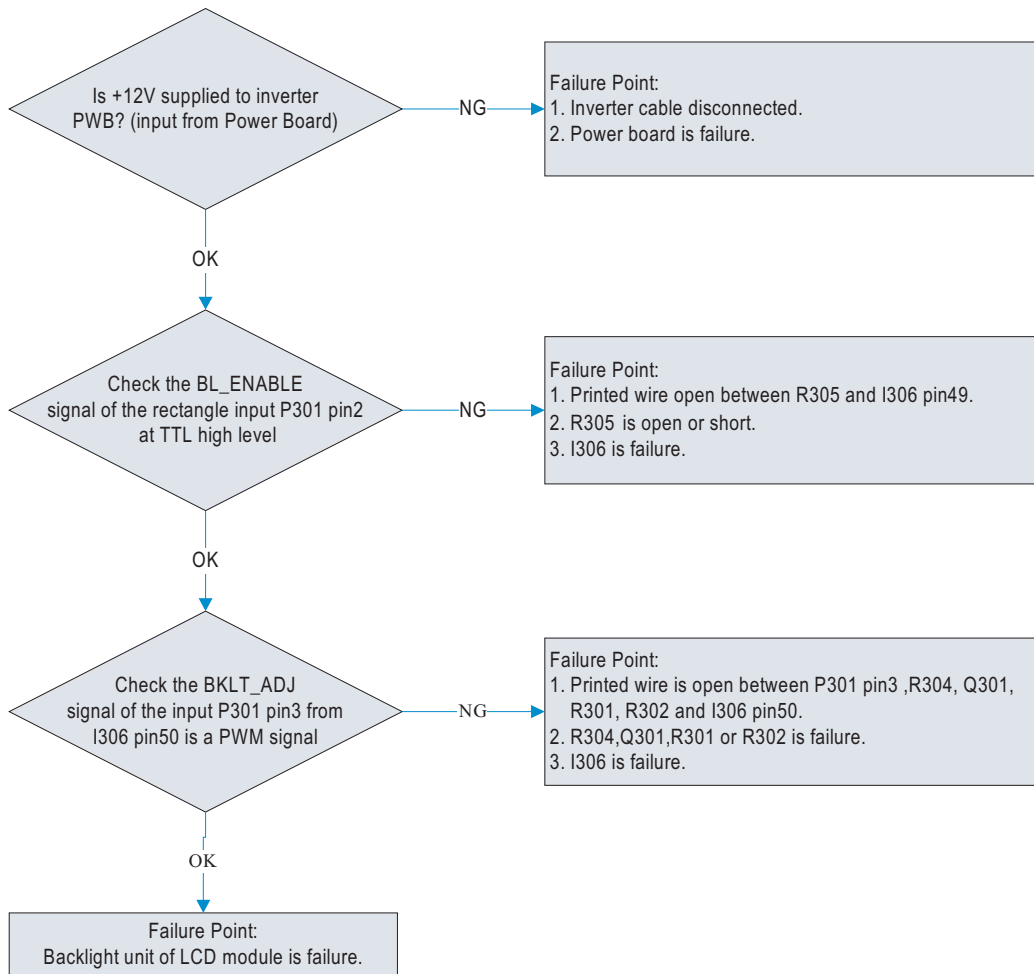 Is +12V supplied to inverter
PWB? (input from Power Board)
NG
Failure Point:
1. Inverter cable disconnected.
2. Power board is failure.
OK
Check the BL_ENABLE
signal of the rectangle input P301 pin2
at TTL high level
NG
Failure Point:
1. Printed wire open between R305 and I306 pin49.
2. R305 is open or short.
3. I306 is failure.
OK
Check the BKLT_ADJ
signal of the input P301 pin3 from
I306 pin50 is a PWM signal
NG
Failure Point:
1. Printed wire is open between P301 pin3 ,R304, Q301,
R301, R302 and I306 pin50.
2. R304,Q301,R301 or R302 is failure.
3. I306 is failure.
OK
Failure Point:
Backlight unit of LCD module is failure.